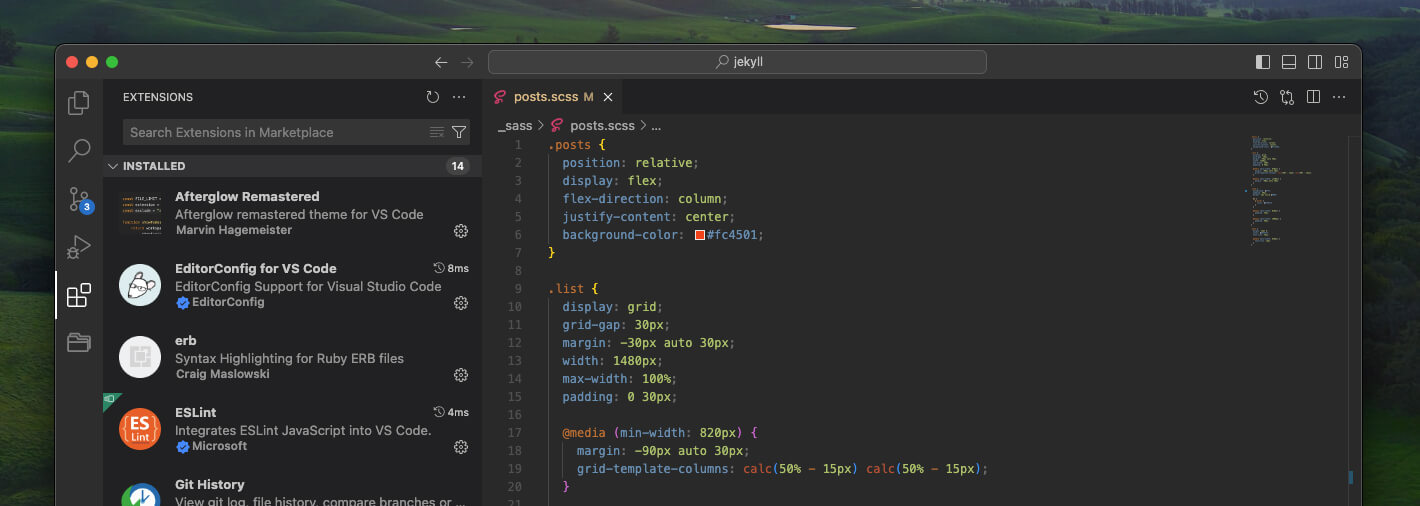 jekyll
EXTENSIONS
Search Extensions in Marketplace
INSTALLED 14
3
Afterglow Remastered
Afterglow remastered theme for VS Code
Marvin Hagemeister
EditorConfig for VS Code 8ms
EditorConfig Support for Visual Studio Code
EditorConfig
erb
Syntax Highlighting for Ruby ERB files
Craig Maslowski
ESLint 4ms
ES
Lint
Integrates ESLint JavaScript into VS Code.
Microsoft
Git History
View git log, file history, compare branches or ...
posts.scss M
_sass > posts.scss > ...
1 .posts {
2 position: relative;
3 display: flex;
4 flex-direction: column;
5 justify-content: center;
6 background-color: #fc4501;
7 }
8
9 .list {
10 display: grid;
11 grid-gap: 30px;
12 margin: -30px auto 30px;
13 width: 1480px;
14 max-width: 100%;
15 padding: 0 30px;
16
17 @media (min-width: 820px) {
18 margin: -90px auto 30px;
19 grid-template-columns: calc(50% - 15px) calc(50% - 15px);
20 }
21